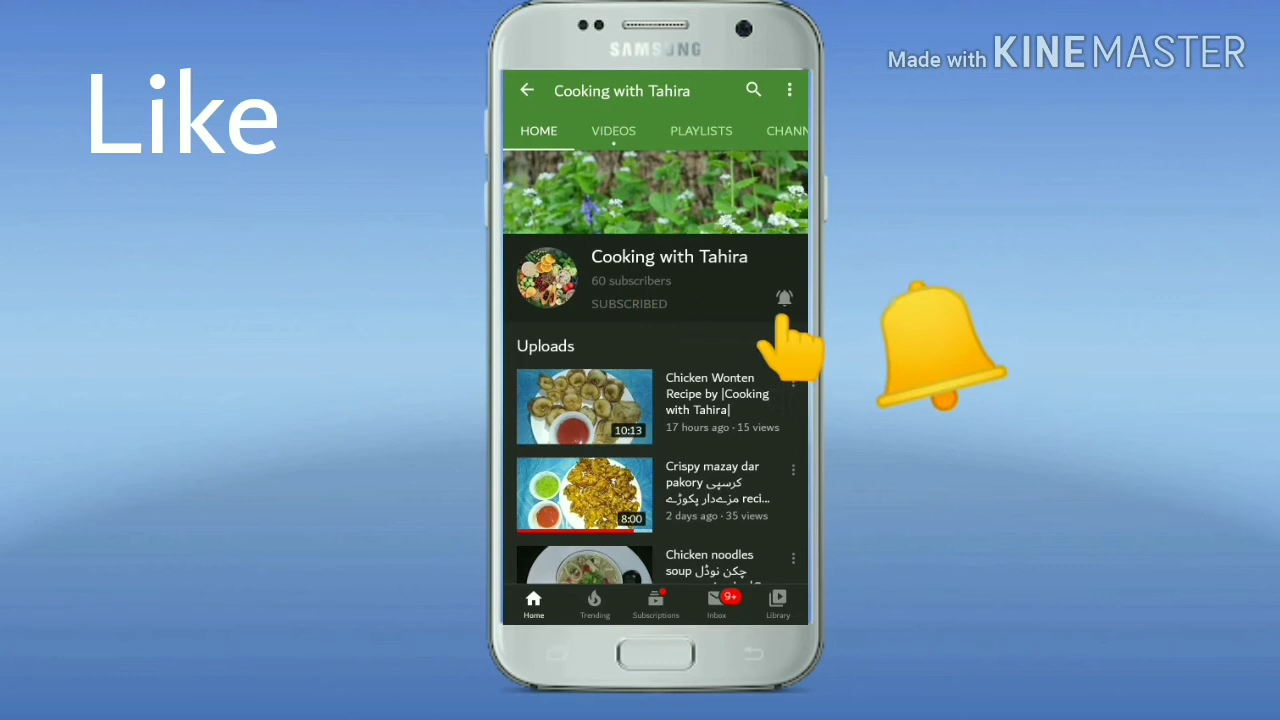 Like
Made with KINEMASTER
SAMSUNG
Cooking with Tahira
HOME VIDEOS PLAYLISTS CHANN
Cooking with Tahira
60 subscribers
SUBSCRIBED
Uploads
Chicken Wonten
Recipe by |Cooking
with Tahira|
10:13
17 hours ago · 15 views
Crispy mazay dar
pakory کرسپی
مزےدار پکوڑے reci...
8:00
2 days ago · 35 views
Chicken noodles
soup چکن نوڈل
Home Trending Subscriptions Inbox 9+ Library